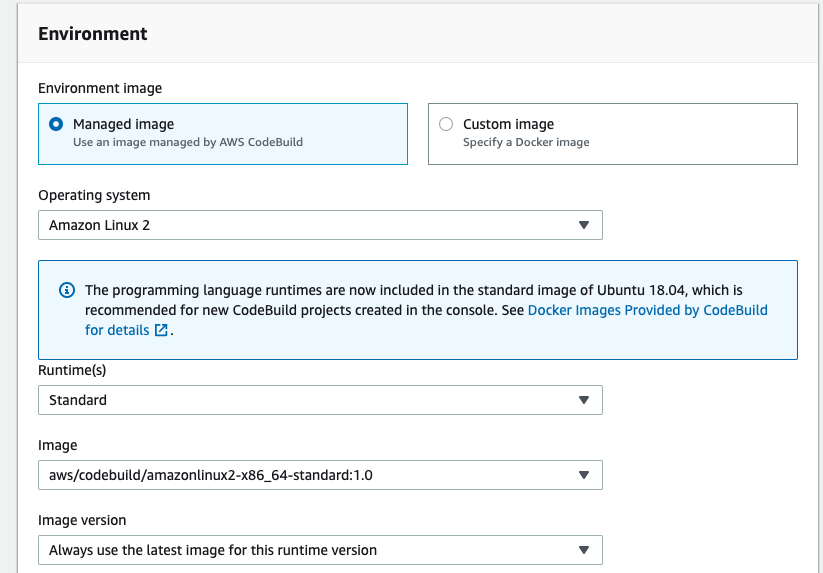 Environment
Environment image
Managed image
Use an image managed by AWS CodeBuild
Custom image
Specify a Docker image
Operating system
Amazon Linux 2
The programming language runtimes are now included in the standard image of Ubuntu 18.04, which is
recommended for new CodeBuild projects created in the console. See Docker Images Provided by CodeBuild
for details .
Runtime(s)
Standard
Image
aws/codebuild/amazonlinux2-x86_64-standard:1.0
Image version
Always use the latest image for this runtime version